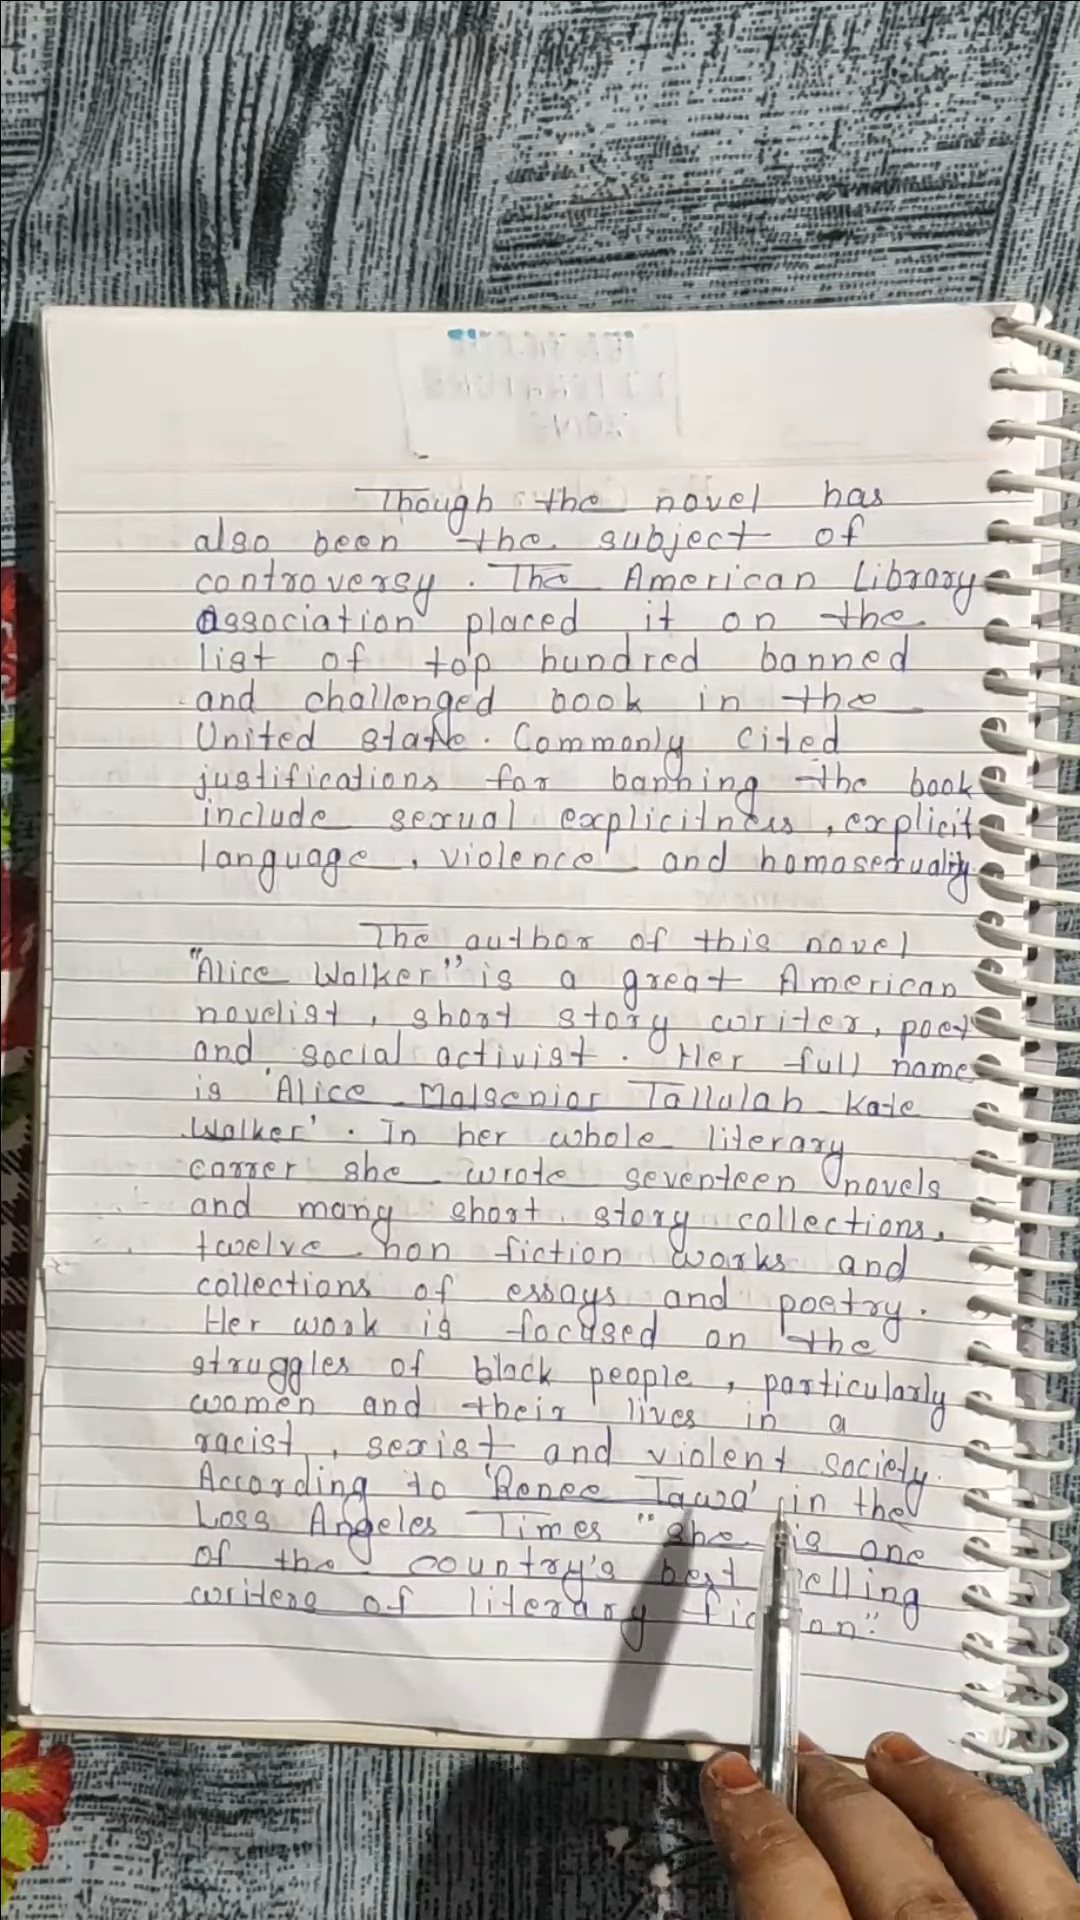 Though the novel has
also been the subject of
controversy. The American Library
Association placed it on the
list of top hundred banned
and challenged book in the
United state. Commonly cited
justifications for banning the book
include sexual explicitness, explicit
language, violence and homosexuality.
The author of this novel
"Alice Walker" is a great American
novelist, short story writer, poet
and social activist. Her full name
is 'Alice Malsenior Tallulah Kate
Walker'. In her whole literary
carrer she wrote seventeen novels
and many short story collections,
twelve non fiction works and
collections of essays and poetry.
Her work is focused on the
struggles of black people, particularly
women and their lives in a
racist, sexist and violent society.
According to 'Renee Tawa' in the
Loss Angeles Times "she is one
of the country's best selling
writers of literary fiction."